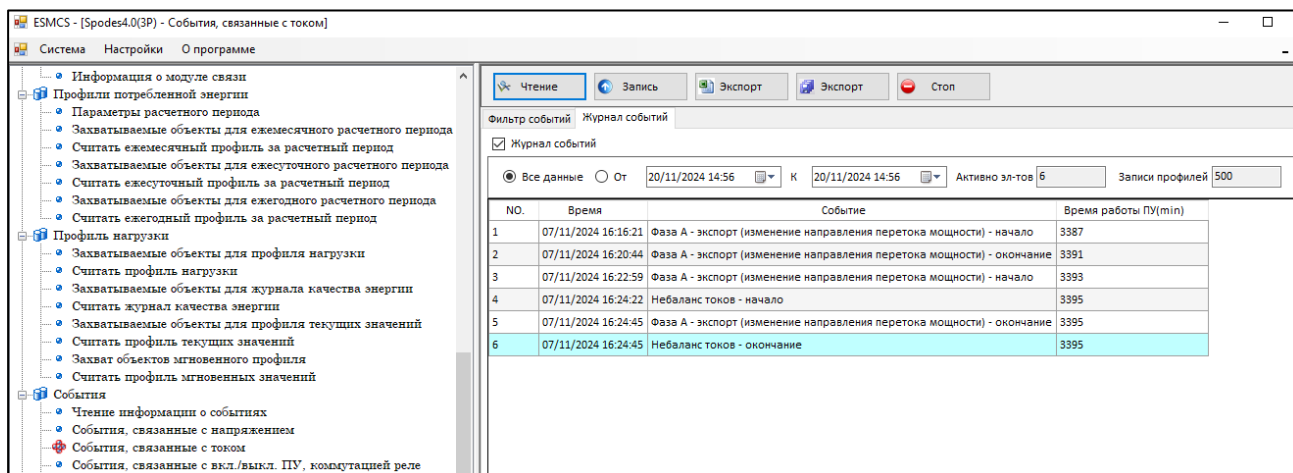 ESMCS - [Spodes4.0(3P) - События, связанные с током]
Система Настройки О программе
Информация о модуле связи
Профили потребленной энергии
Параметры расчетного периода
Захватываемые объекты для ежемесячного расчетного периода
Считать ежемесячный профиль за расчетный период
Захватываемые объекты для ежесуточного расчетного периода
Считать ежесуточный профиль за расчетный период
Захватываемые объекты для ежегодного расчетного периода
Считать ежегодный профиль за расчетный период
Профиль нагрузки
Захватываемые объекты для профиля нагрузки
Считать профиль нагрузки
Захватываемые объекты для журнала качества энергии
Считать журнал качества энергии
Захватываемые объекты для профиля текущих значений
Считать профиль текущих значений
Захват объектов мгновенного профиля
Считать профиль мгновенных значений
События
Чтение информации о событиях
События, связанные с напряжением
События, связанные с током
События, связанные с вкл./выкл. ПУ, коммутацией реле
Чтение Запись Экспорт Экспорт Стоп
Фильтр событий Журнал событий
Журнал событий
Все данные От 20/11/2024 14:56 К 20/11/2024 14:56 Активно эл-тов 6 Записи профилей 500
NO. Время Событие Время работы ПУ(min)
1 07/11/2024 16:16:21 Фаза А - экспорт (изменение направления перетока мощности) - начало 3387
2 07/11/2024 16:20:44 Фаза А - экспорт (изменение направления перетока мощности) - окончание 3391
3 07/11/2024 16:22:59 Фаза А - экспорт (изменение направления перетока мощности) - начало 3393
4 07/11/2024 16:24:22 Небаланс токов - начало 3395
5 07/11/2024 16:24:45 Фаза А - экспорт (изменение направления перетока мощности) - окончание 3395
6 07/11/2024 16:24:45 Небаланс токов - окончание 3395